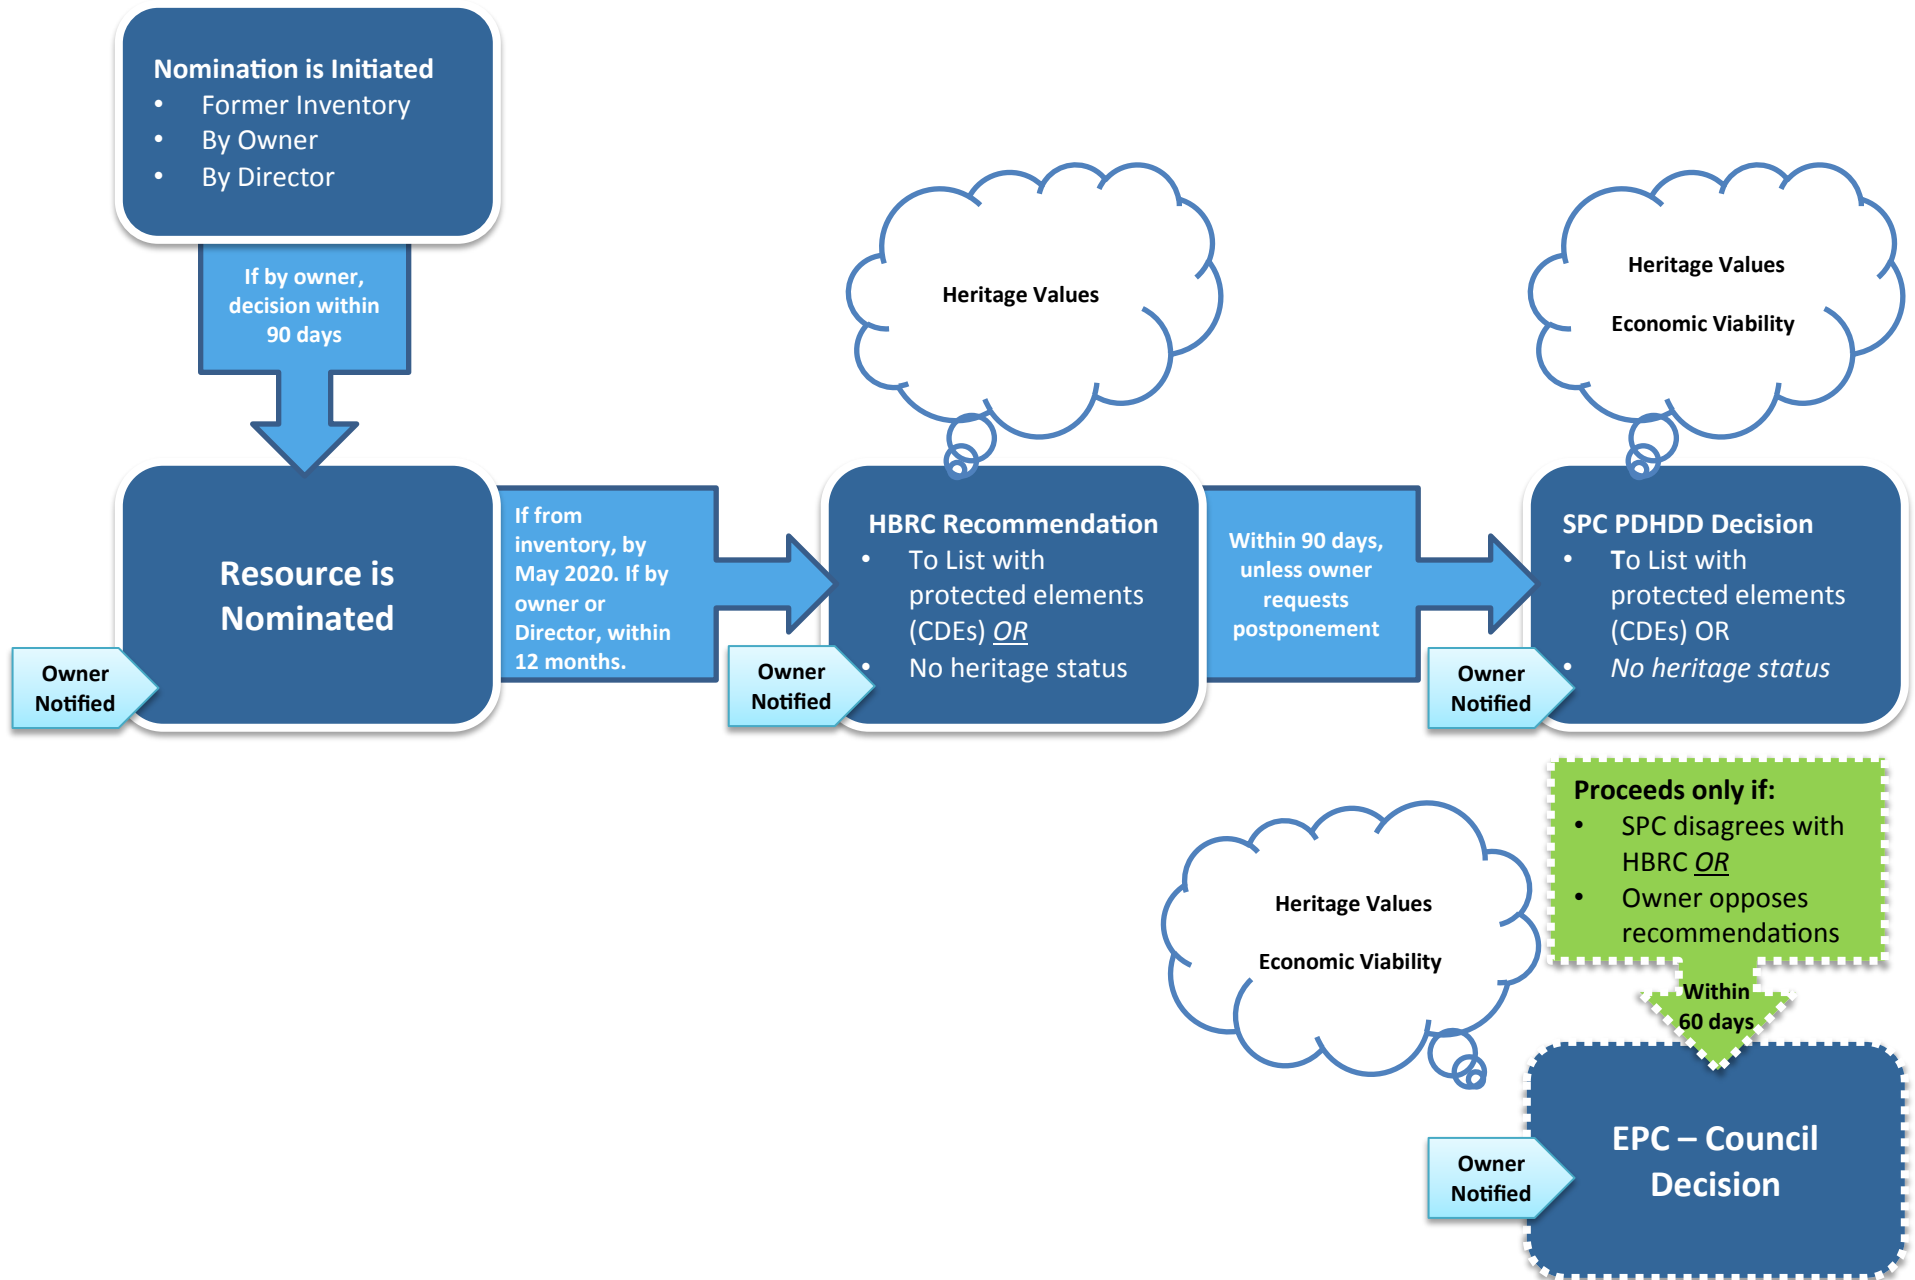 Nomination is Initiated
• Former Inventory
• By Owner
• By Director
If by owner,
decision within
90 days
Resource is
Nominated
Owner
Notified
If from
inventory, by
May 2020. If by
owner or
Director, within
12 months.
Heritage Values
HBRC Recommendation
• To List with
protected elements
(CDEs) OR
• No heritage status
Owner
Notified
Within 90 days,
unless owner
requests
postponement
Heritage Values
Economic Viability
SPC PDHDD Decision
• To List with
protected elements
(CDEs) OR
• No heritage status
Owner
Notified
Proceeds only if:
• SPC disagrees with
HBRC OR
• Owner opposes
recommendations
Within
60 days
Heritage Values
Economic Viability
EPC – Council
Decision
Owner
Notified